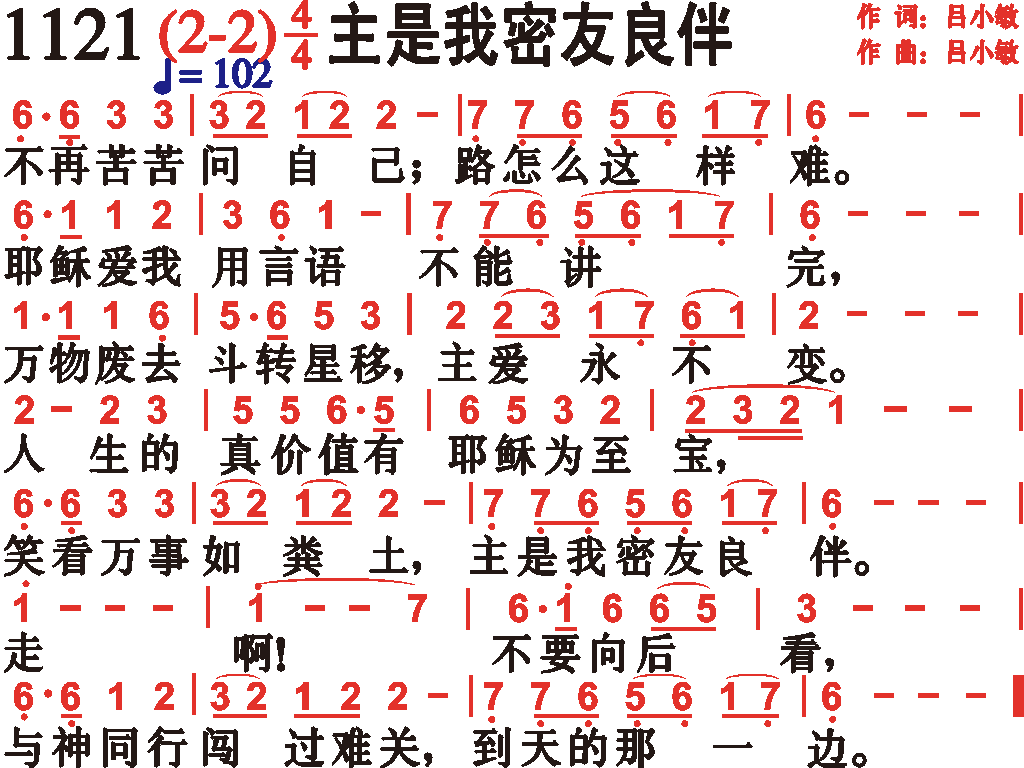 1121 (2-2) 4/4 主是我密友良伴 作 词：吕小敏
♩= 102 作 曲：吕小敏
6·6 3 3 | 3 2 1 2 2 - | 7 7 6 5 6 1 7 | 6 - - - |
不再苦苦 问 自 己；路怎么这 样 难。
6·1 1 2 | 3 6 1 - | 7 7 6 5 6 1 7 | 6 - - - |
耶稣爱我 用言语 不能 讲 完，
1·1 1 6 | 5·6 5 3 | 2 2 3 1 7 6 1 | 2 - - - |
万物废去 斗转星移，主爱 永 不 变。
2 - 2 3 | 5 5 6·5 | 6 5 3 2 | 2 3 2 1 - - |
人 生的 真价值有 耶稣为至 宝，
6·6 3 3 | 3 2 1 2 2 - | 7 7 6 5 6 1 7 | 6 - - - |
笑看万事如 粪 土， 主是我密友良 伴。
1 - - - | 1 - - 7 | 6·1 6 6 5 | 3 - - - |
走 啊！ 不要向后 看，
6·6 1 2 | 3 2 1 2 2 - | 7 7 6 5 6 1 7 | 6 - - -
与神同行闯 过难关，到天的那 一 边。